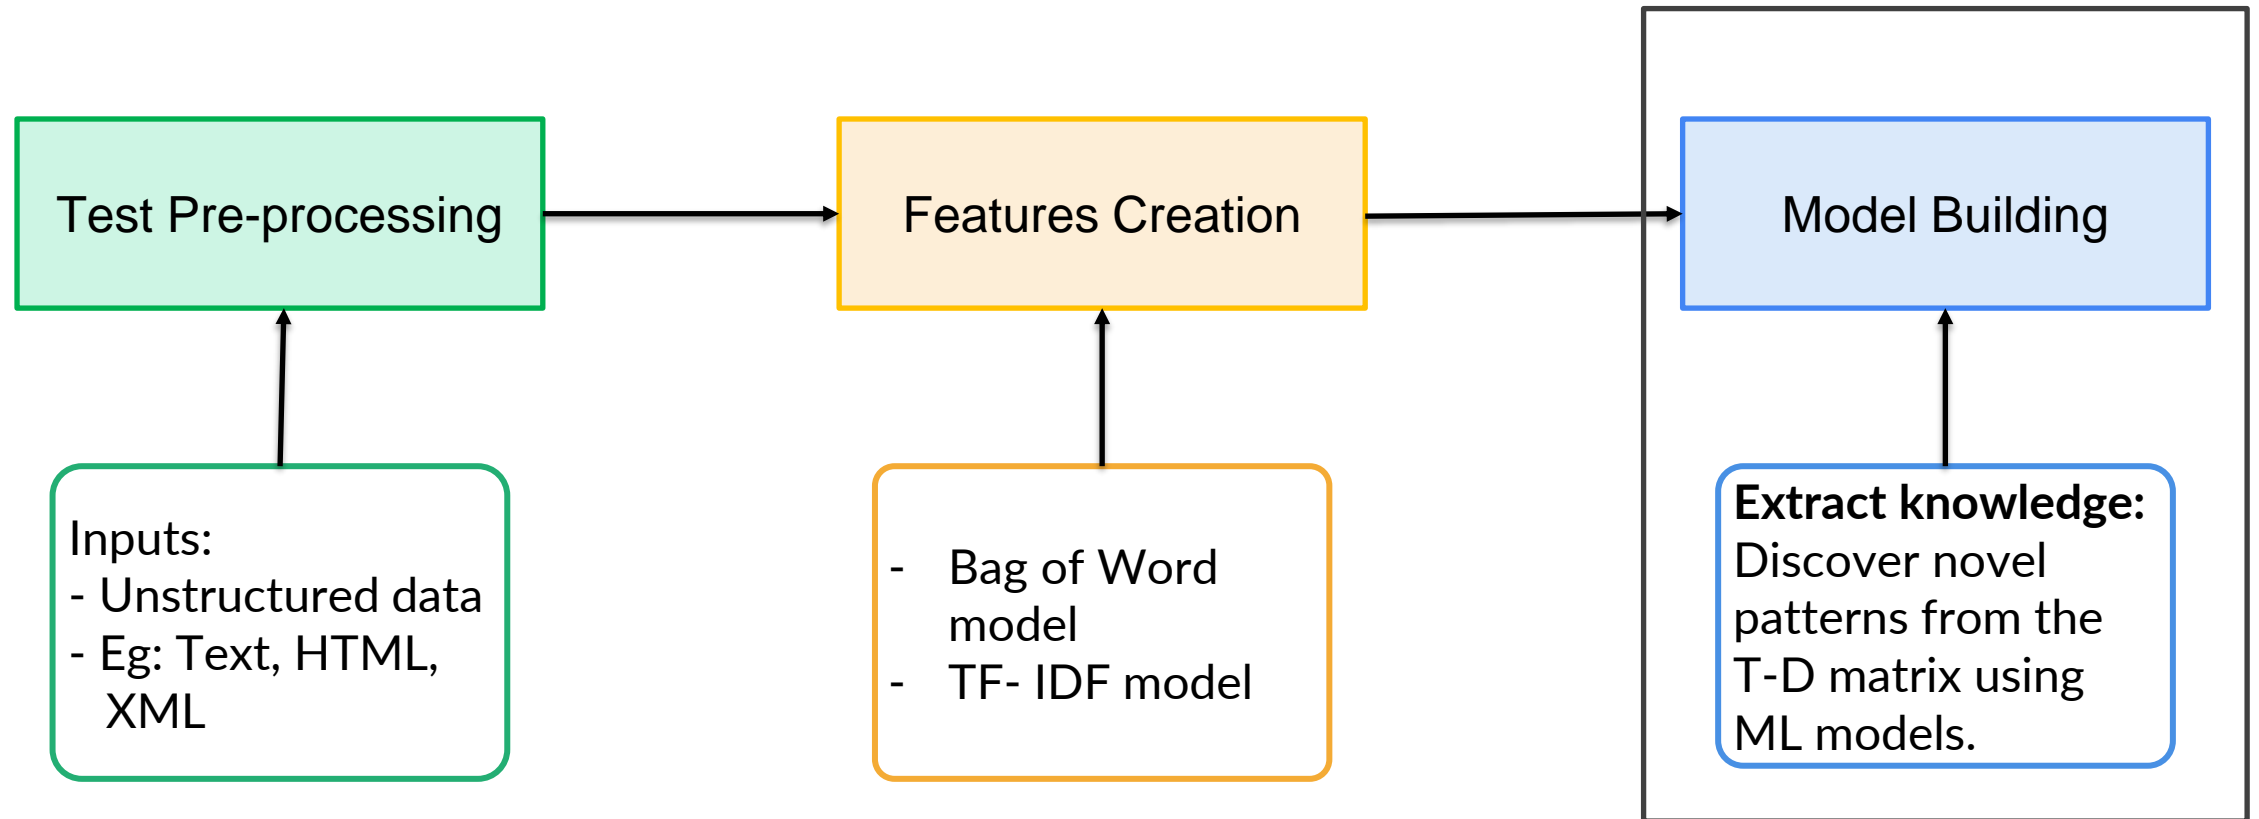 Test Pre-processing
Features Creation
Model Building
Inputs:
- Unstructured data
- Eg: Text, HTML,
XML
- Bag of Word
model
- TF- IDF model
Extract knowledge:
Discover novel
patterns from the
T-D matrix using
ML models.